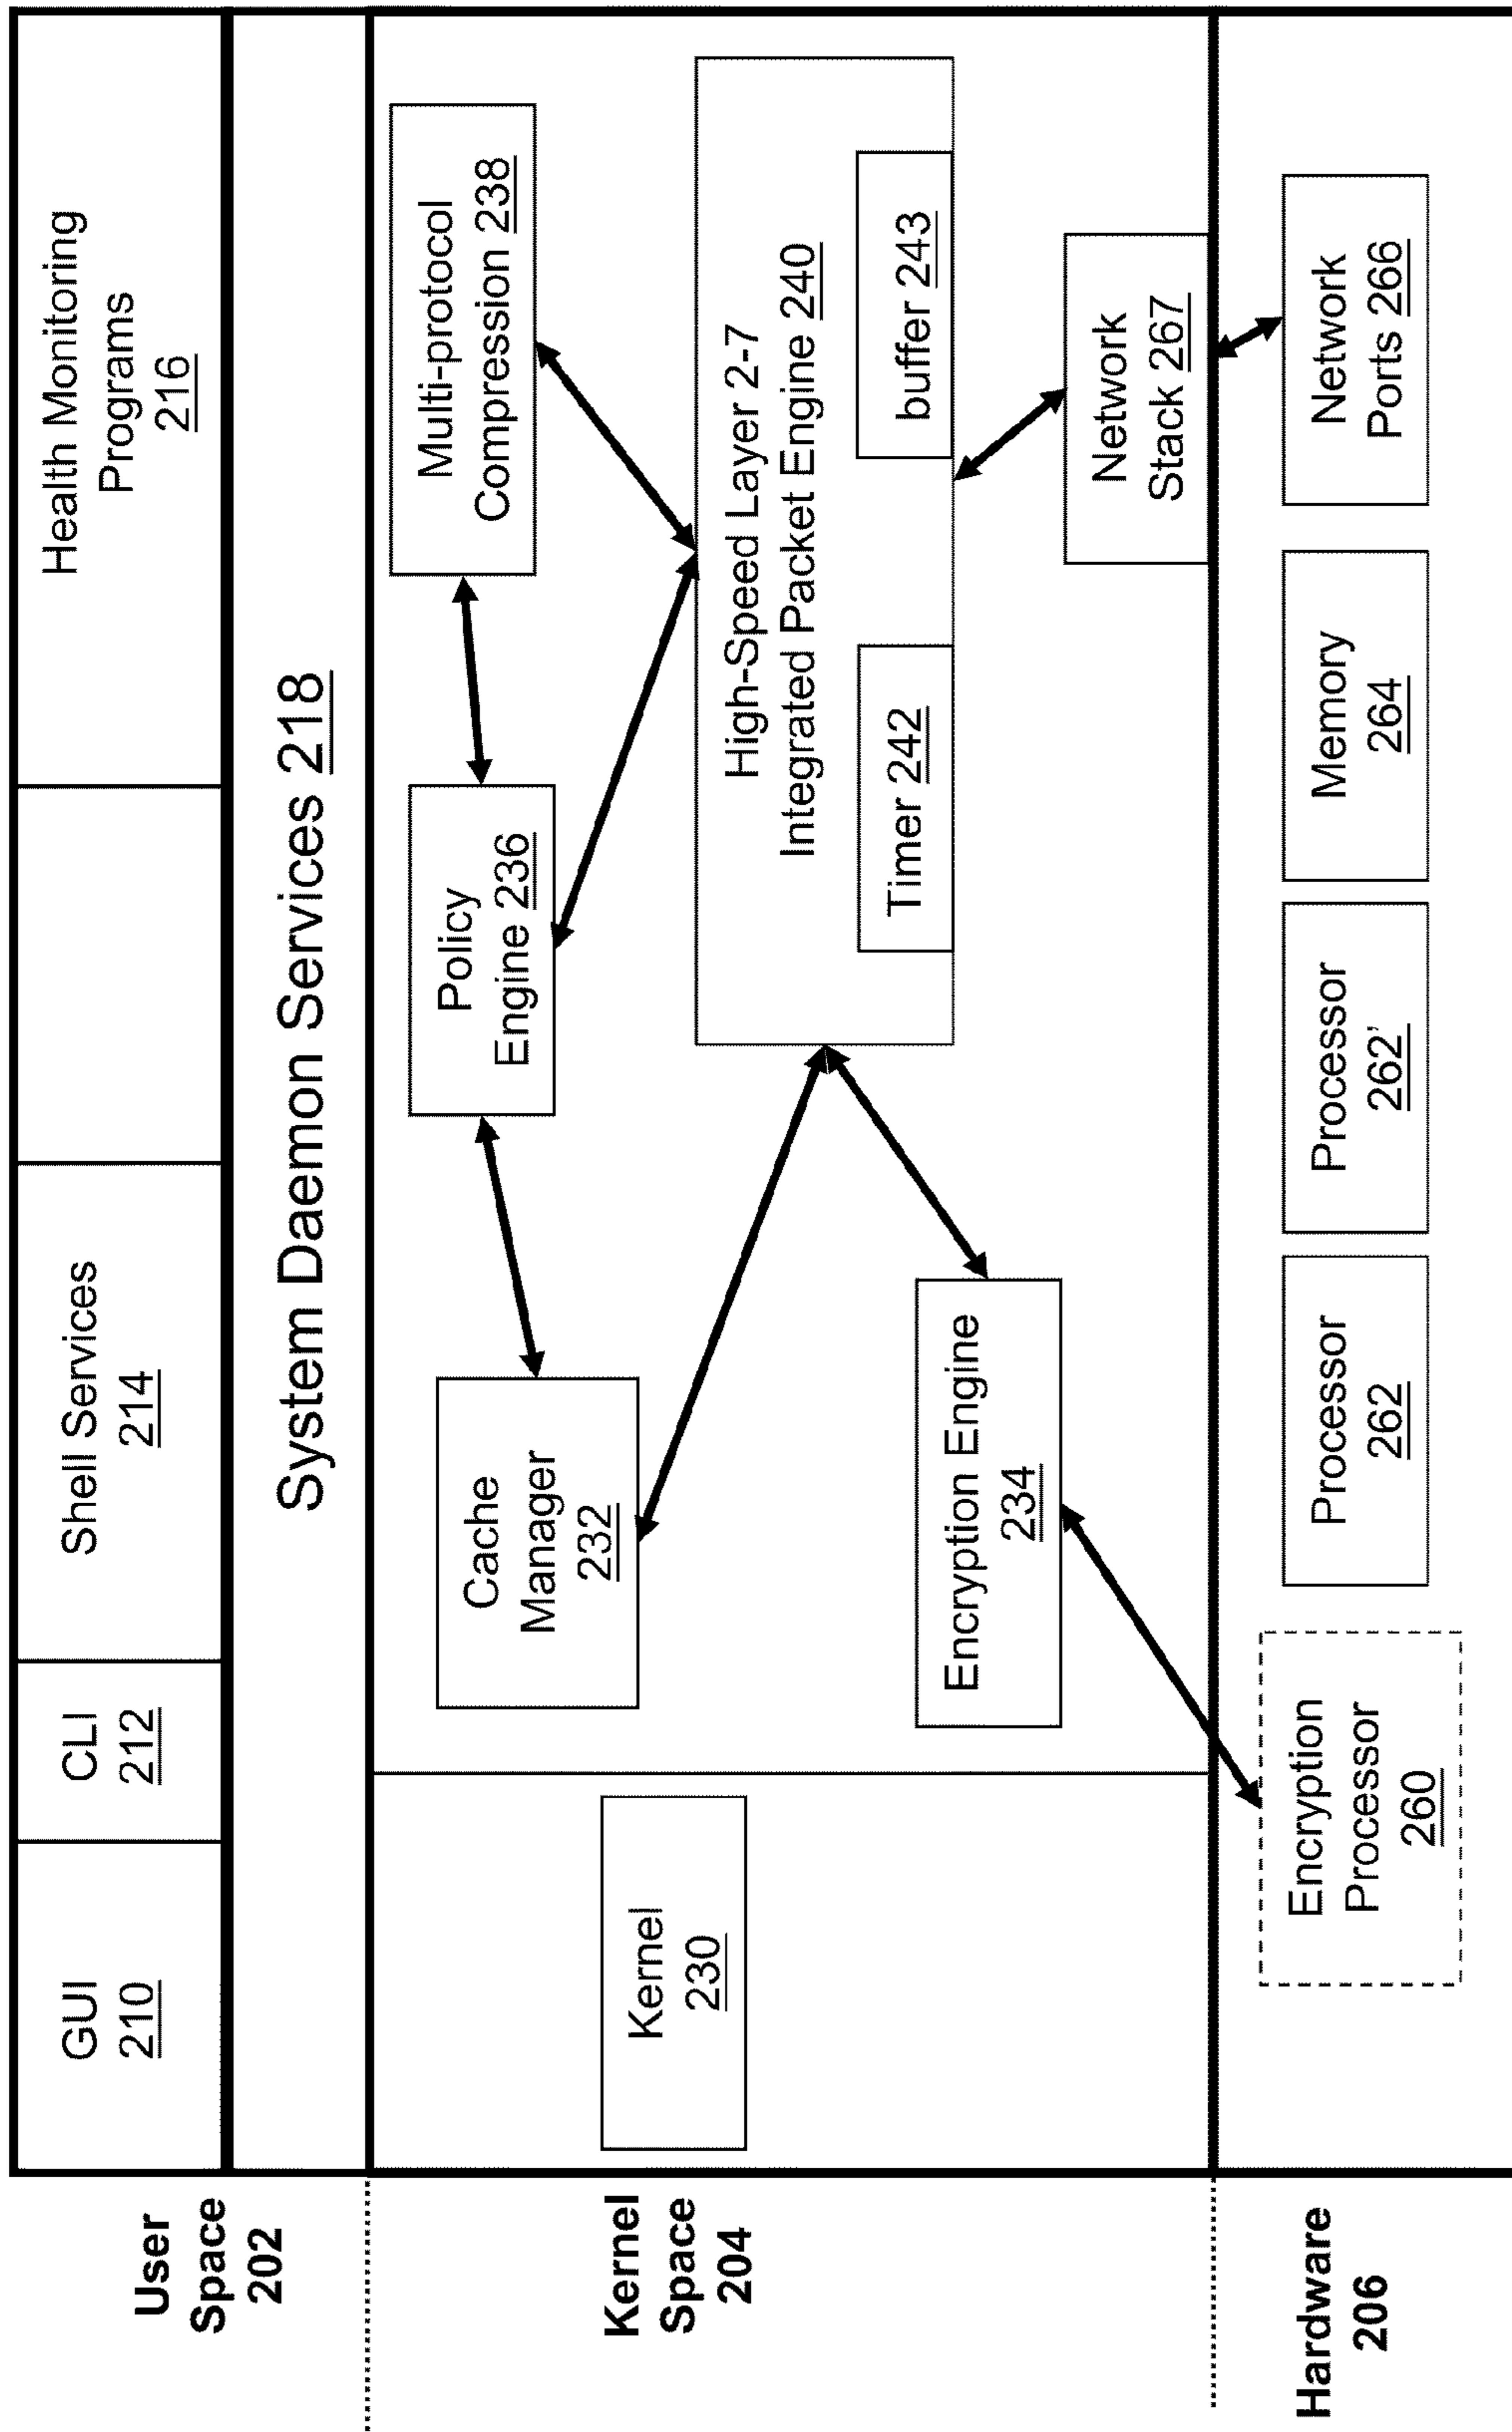 User
Space
202
GUI
210
CLI
212
Shell Services
214
Health Monitoring
Programs
216
System Daemon Services 218
Kernel
Space
204
Kernel
230
Cache
Manager
232
Policy
Engine 236
Multi-protocol
Compression 238
High-Speed Layer 2-7
Integrated Packet Engine 240
Timer 242
buffer 243
Encryption Engine
234
Network
Stack 267
Hardware
206
Encryption
Processor
260
Processor
262
Processor
262'
Memory
264
Network
Ports 266